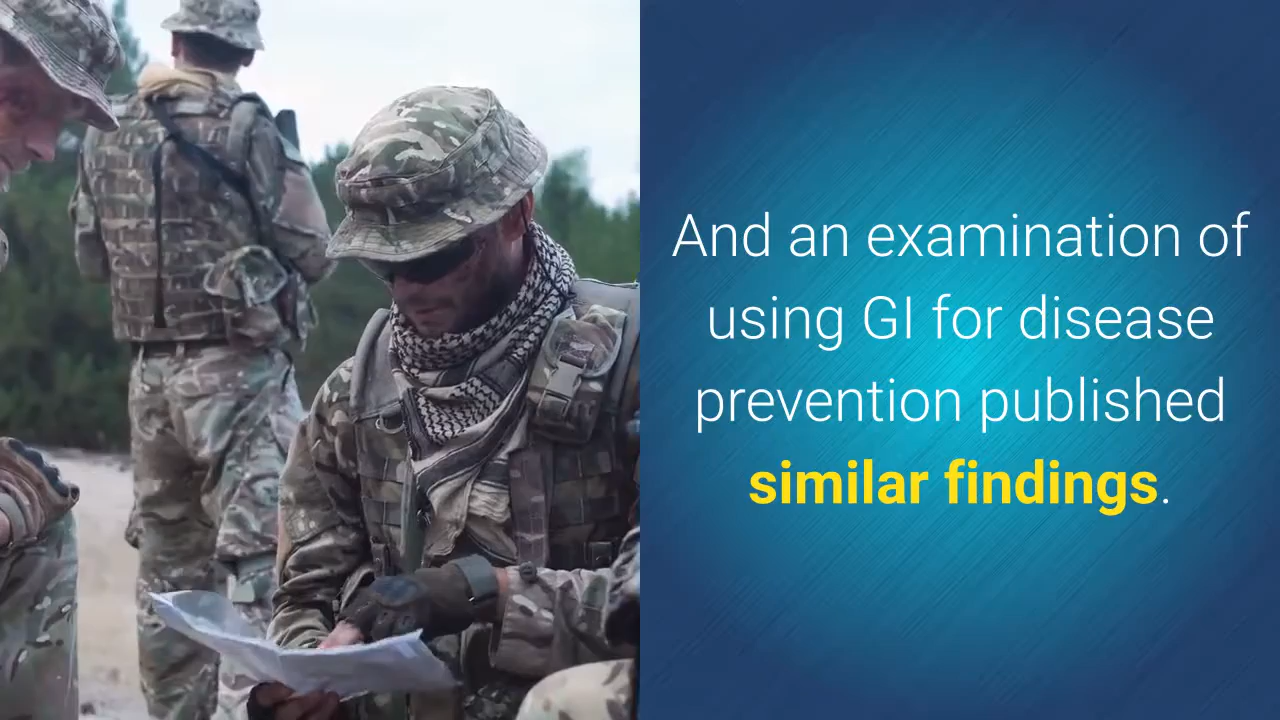 And an examination of
using GI for disease
prevention published
similar findings.